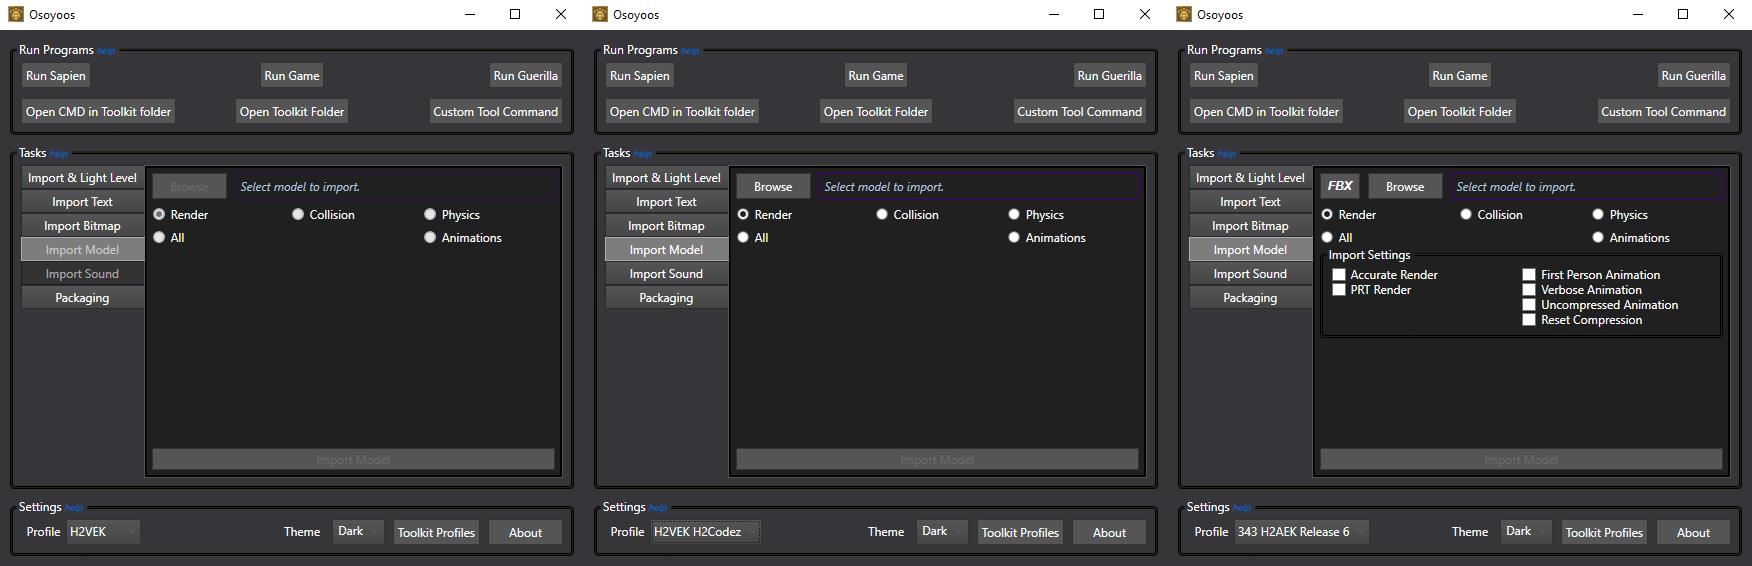 Osoyoos
Run Programs help
Run Sapien Run Game Run Guerilla
Open CMD in Toolkit folder Open Toolkit Folder Custom Tool Command
Tasks help
Import & Light Level
Import Text
Import Bitmap
Import Model
Import Sound
Packaging
Browse Select model to import.
Render Collision Physics
All Animations
Import Model
Settings help
Profile H2VEK Theme Dark Toolkit Profiles About
Osoyoos
Run Programs help
Run Sapien Run Game Run Guerilla
Open CMD in Toolkit folder Open Toolkit Folder Custom Tool Command
Tasks help
Import & Light Level
Import Text
Import Bitmap
Import Model
Import Sound
Packaging
Browse Select model to import.
Render Collision Physics
All Animations
Import Model
Settings help
Profile H2VEK H2Codez Theme Dark Toolkit Profiles About
Osoyoos
Run Programs help
Run Sapien Run Game Run Guerilla
Open CMD in Toolkit folder Open Toolkit Folder Custom Tool Command
Tasks help
Import & Light Level
Import Text
Import Bitmap
Import Model
Import Sound
Packaging
FBX Browse Select model to import.
Render Collision Physics
All Animations
Import Settings
Accurate Render First Person Animation
PRT Render Verbose Animation
Uncompressed Animation
Reset Compression
Import Model
Settings help
Profile 343 H2AEK Release 6 Theme Dark Toolkit Profiles About